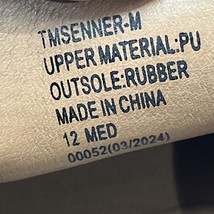 TMSENNER-M
UPPER MATERIAL:PU
OUTSOLE:RUBBER
MADE IN CHINA
12 MED
00052(03/2024)